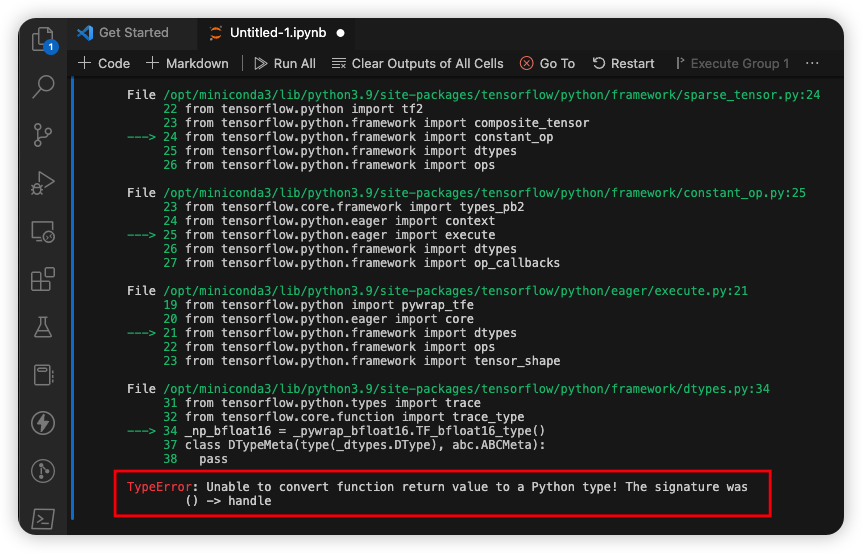 Get Started
Untitled-1.ipynb
1
Code
Markdown
Run All
Clear Outputs of All Cells
Go To
Restart
Execute Group 1
...
File /opt/miniconda3/lib/python3.9/site-packages/tensorflow/python/framework/sparse_tensor.py:24
22 from tensorflow.python import tf2
23 from tensorflow.python.framework import composite_tensor
---> 24 from tensorflow.python.framework import constant_op
25 from tensorflow.python.framework import dtypes
26 from tensorflow.python.framework import ops
File /opt/miniconda3/lib/python3.9/site-packages/tensorflow/python/framework/constant_op.py:25
23 from tensorflow.core.framework import types_pb2
24 from tensorflow.python.eager import context
---> 25 from tensorflow.python.eager import execute
26 from tensorflow.python.framework import dtypes
27 from tensorflow.python.framework import op_callbacks
File /opt/miniconda3/lib/python3.9/site-packages/tensorflow/python/eager/execute.py:21
19 from tensorflow.python import pywrap_tfe
20 from tensorflow.python.eager import core
---> 21 from tensorflow.python.framework import dtypes
22 from tensorflow.python.framework import ops
23 from tensorflow.python.framework import tensor_shape
File /opt/miniconda3/lib/python3.9/site-packages/tensorflow/python/framework/dtypes.py:34
31 from tensorflow.python.types import trace
32 from tensorflow.core.function import trace_type
---> 34 _np_bfloat16 = _pywrap_bfloat16.TF_bfloat16_type()
37 class DTypeMeta(type(_dtypes.DType), abc.ABCMeta):
38   pass
TypeError: Unable to convert function return value to a Python type! The signature was
() -> handle